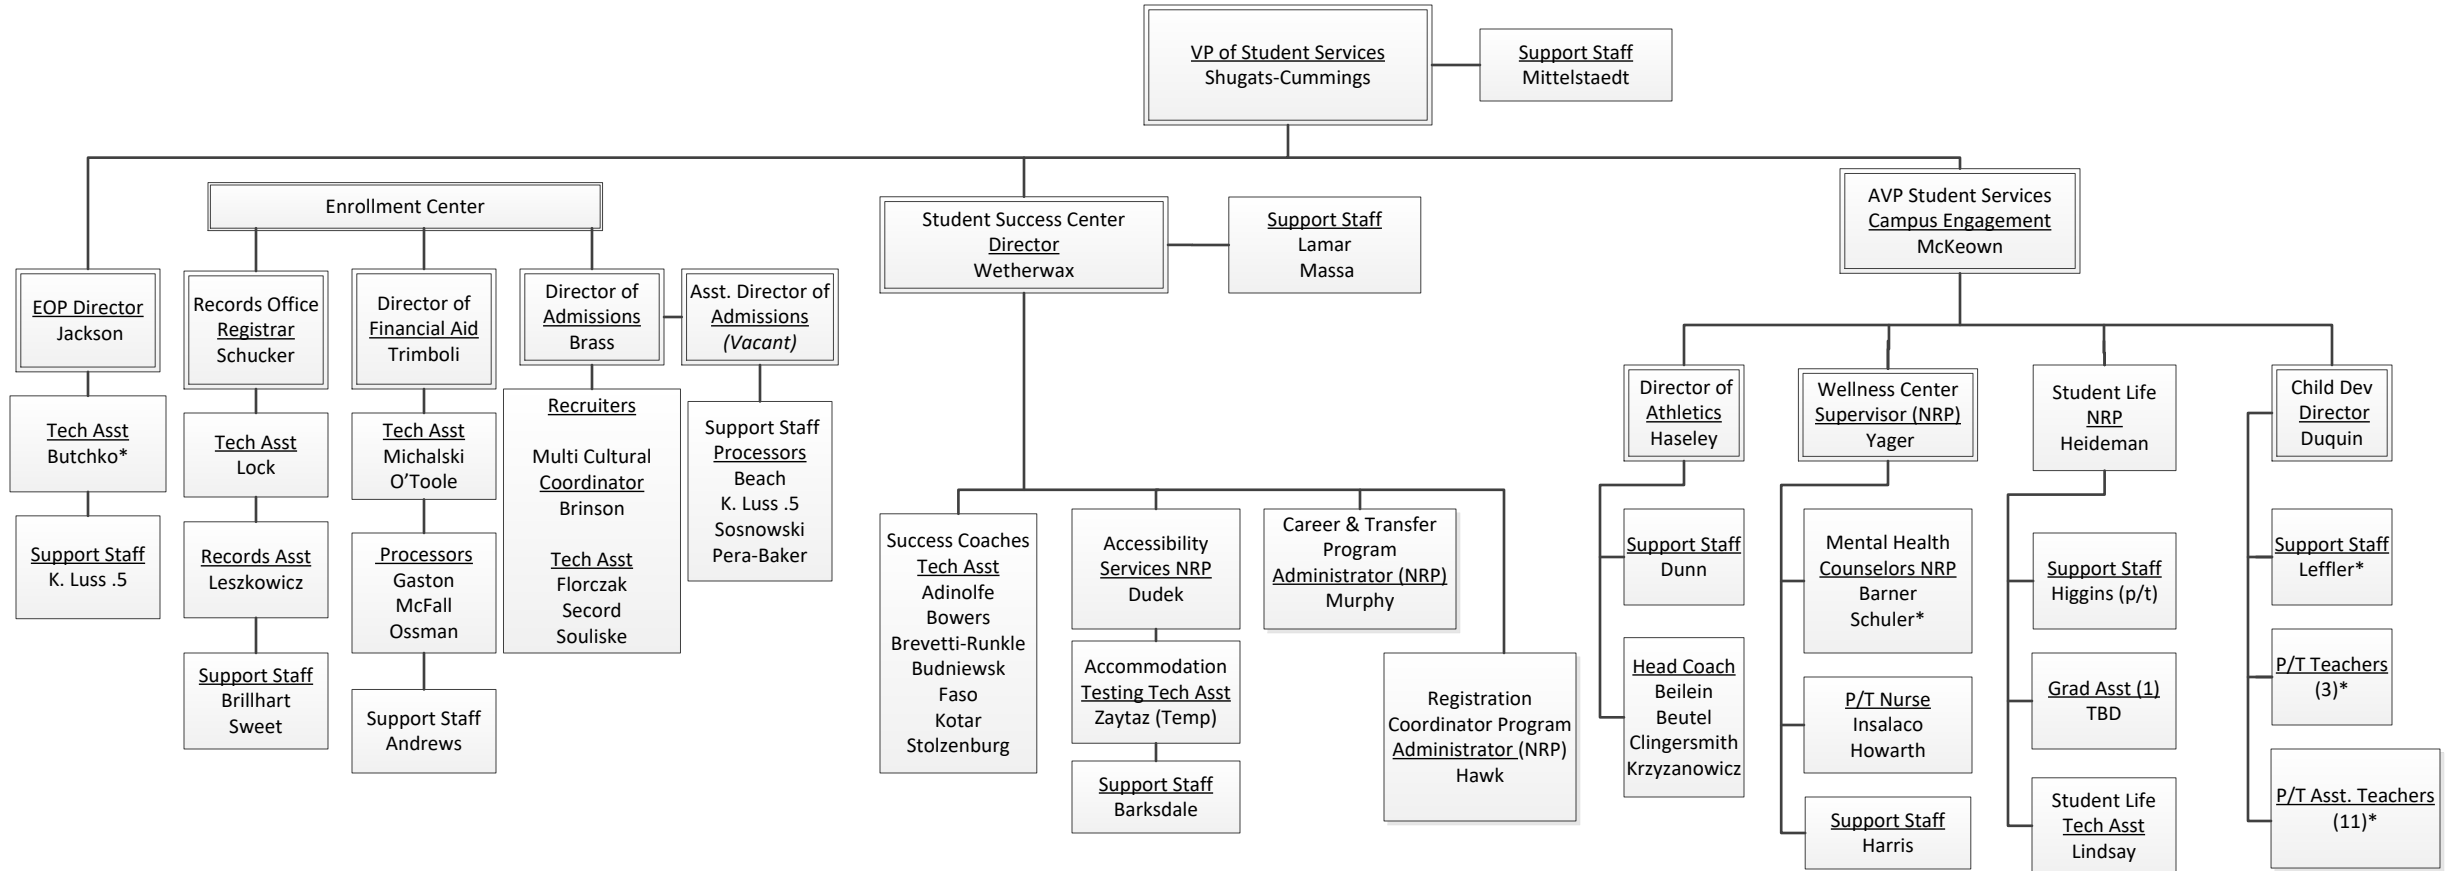 VP of Student Services
Shugats-Cummings
Support Staff
Mittelstaedt
Enrollment Center
Student Success Center
Director
Wetherwax
Support Staff
Lamar
Massa
AVP Student Services
Campus Engagement
McKeown
EOP Director
Jackson
Records Office
Registrar
Schucker
Director of
Financial Aid
Trimboli
Director of
Admissions
Brass
Asst. Director of
Admissions
(Vacant)
Tech Asst
Butchko*
Support Staff
K. Luss .5
Tech Asst
Lock
Records Asst
Leszkowicz
Support Staff
Brillhart
Sweet
Tech Asst
Michalski
O’Toole
Processors
Gaston
McFall
Ossman
Support Staff
Andrews
Recruiters
Multi Cultural
Coordinator
Brinson
Tech Asst
Florczak
Secord
Souliske
Support Staff
Processors
Beach
K. Luss .5
Sosnowski
Pera-Baker
Success Coaches
Tech Asst
Adinolfe
Bowers
Brevetti-Runkle
Budniewsk
Faso
Kotar
Stolzenburg
Accessibility
Services NRP
Dudek
Accommodation
Testing Tech Asst
Zaytaz (Temp)
Support Staff
Barksdale
Career & Transfer
Program
Administrator (NRP)
Murphy
Registration
Coordinator Program
Administrator (NRP)
Hawk
Director of
Athletics
Haseley
Support Staff
Dunn
Head Coach
Beilein
Beutel
Clingersmith
Krzyzanowicz
Wellness Center
Supervisor (NRP)
Yager
Mental Health
Counselors NRP
Barner
Schuler*
P/T Nurse
Insalaco
Howarth
Support Staff
Harris
Student Life
NRP
Heideman
Support Staff
Higgins (p/t)
Grad Asst (1)
TBD
Student Life
Tech Asst
Lindsay
Child Dev
Director
Duquin
Support Staff
Leffler*
P/T Teachers
(3)*
P/T Asst. Teachers
(11)*